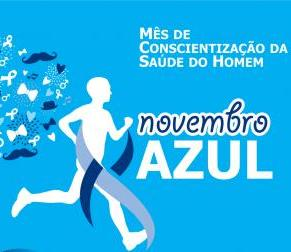 MÊS DE
CONSCIENTIZAÇÃO DA
SAÚDE DO HOMEM
novembro
AZUL